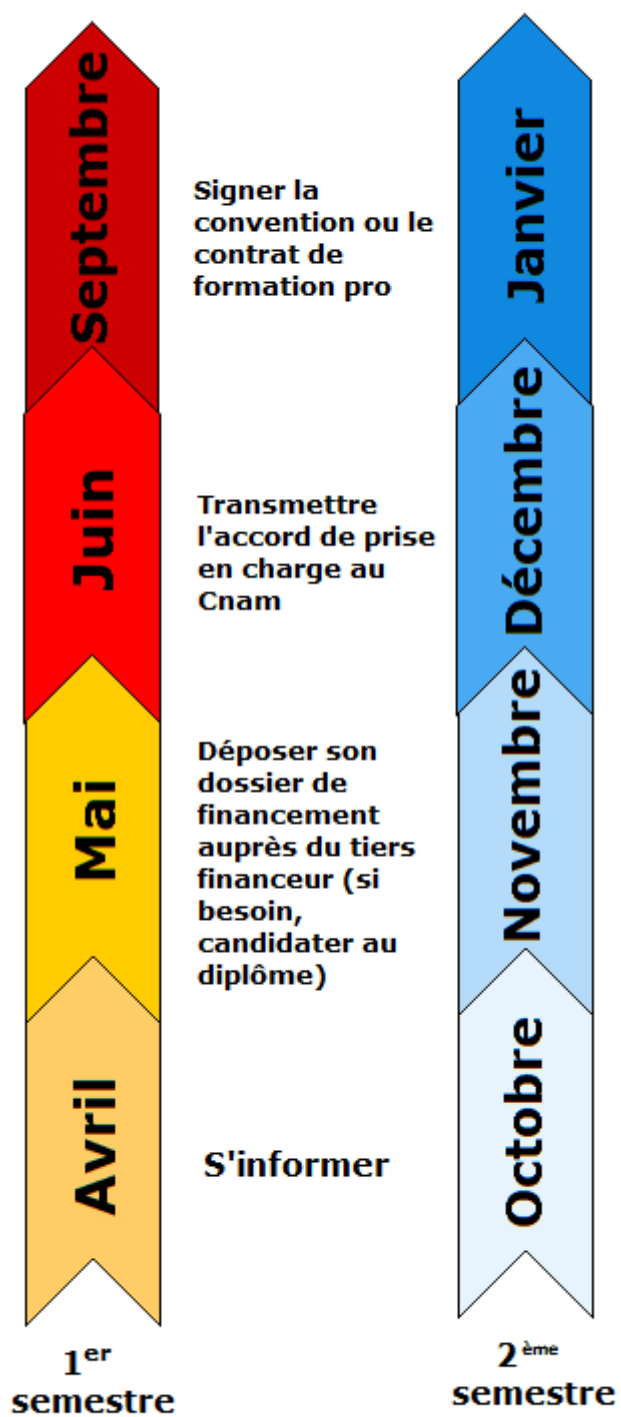 Septembre
Signer la
convention ou le
contrat de
formation pro
Janvier
Juin
Transmettre
l'accord de prise
en charge au
Cnam
Décembre
Mai
Déposer son
dossier de
financement
auprès du tiers
financeur (si
besoin,
candidater au
diplôme)
Novembre
Avril
S'informer
Octobre
1er
semestre
2ème
semestre